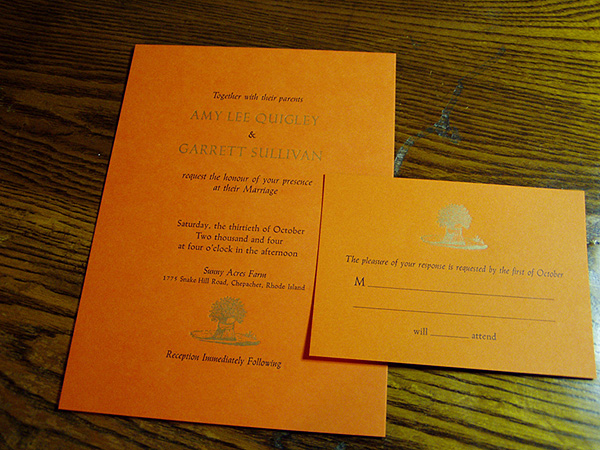 Together with their parents
AMY LEE QUIGLEY
&
GARRETT SULLIVAN
request the honour of your presence
at their Marriage
Saturday, the thirtieth of October
Two thousand and four
at four o'clock in the afternoon
Sunny Acres Farm
1775 Snake Hill Road, Chepachet, Rhode Island
Reception Immediately Following
The pleasure of your response is requested by the first of October
M
will attend